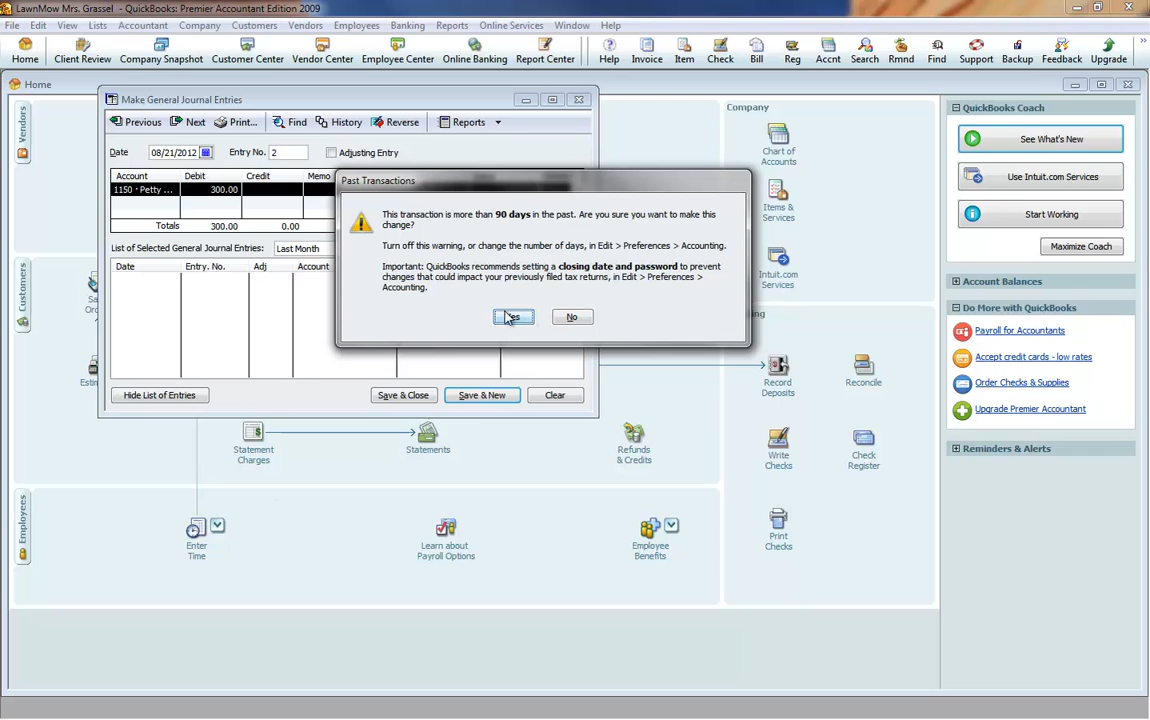 LawnMow Mrs. Grassel - QuickBooks: Premier Accountant Edition 2009
File Edit View Lists Accountant Company Customers Vendors Employees Banking Reports Online Services Window Help
Home Client Review Company Snapshot Customer Center Vendor Center Employee Center Online Banking Report Center Help Invoice Item Check Bill Reg Accnt Search Rmnd Find Support Backup Feedback Upgrade
Home
Make General Journal Entries
Previous Next Print... Find History Reverse Reports
Date 08/21/2012 Entry No. 2 Adjusting Entry
Account Debit Credit Memo
1150 · Petty ... 300.00
Totals 300.00 0.00
List of Selected General Journal Entries: Last Month
Date Entry. No. Adj Account
Hide List of Entries Save & Close Save & New Clear
Past Transactions
This transaction is more than 90 days in the past. Are you sure you want to make this
change?
Turn off this warning, or change the number of days, in Edit > Preferences > Accounting.
Important: QuickBooks recommends setting a closing date and password to prevent
changes that could impact your previously filed tax returns, in Edit > Preferences >
Accounting.
No
Vendors
Customers
Employees
Statement
Charges
Statements
Refunds
& Credits
Enter
Time
Learn about
Payroll Options
Employee
Benefits
Company
Chart of
Accounts
Items &
Services
Intuit.com
Services
Record
Deposits
Reconcile
Write
Checks
Check
Register
Print
Checks
QuickBooks Coach
See What's New
Use Intuit.com Services
Start Working
Maximize Coach
Account Balances
Do More with QuickBooks
Payroll for Accountants
Accept credit cards - low rates
Order Checks & Supplies
Upgrade Premier Accountant
Reminders & Alerts